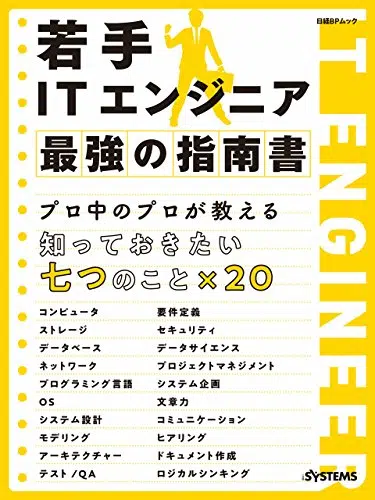 日経BPムック
若手
ITエンジニア
最強の指南書
IT ENGINEER
プロ中のプロが教える
知っておきたい
七つのこと×20
コンピュータ
ストレージ
データベース
ネットワーク
プログラミング言語
OS
システム設計
モデリング
アーキテクチャー
テスト/QA
要件定義
セキュリティ
データサイエンス
プロジェクトマネジメント
システム企画
文章力
コミュニケーション
ヒアリング
ドキュメント作成
ロジカルシンキング
SYSTEMS